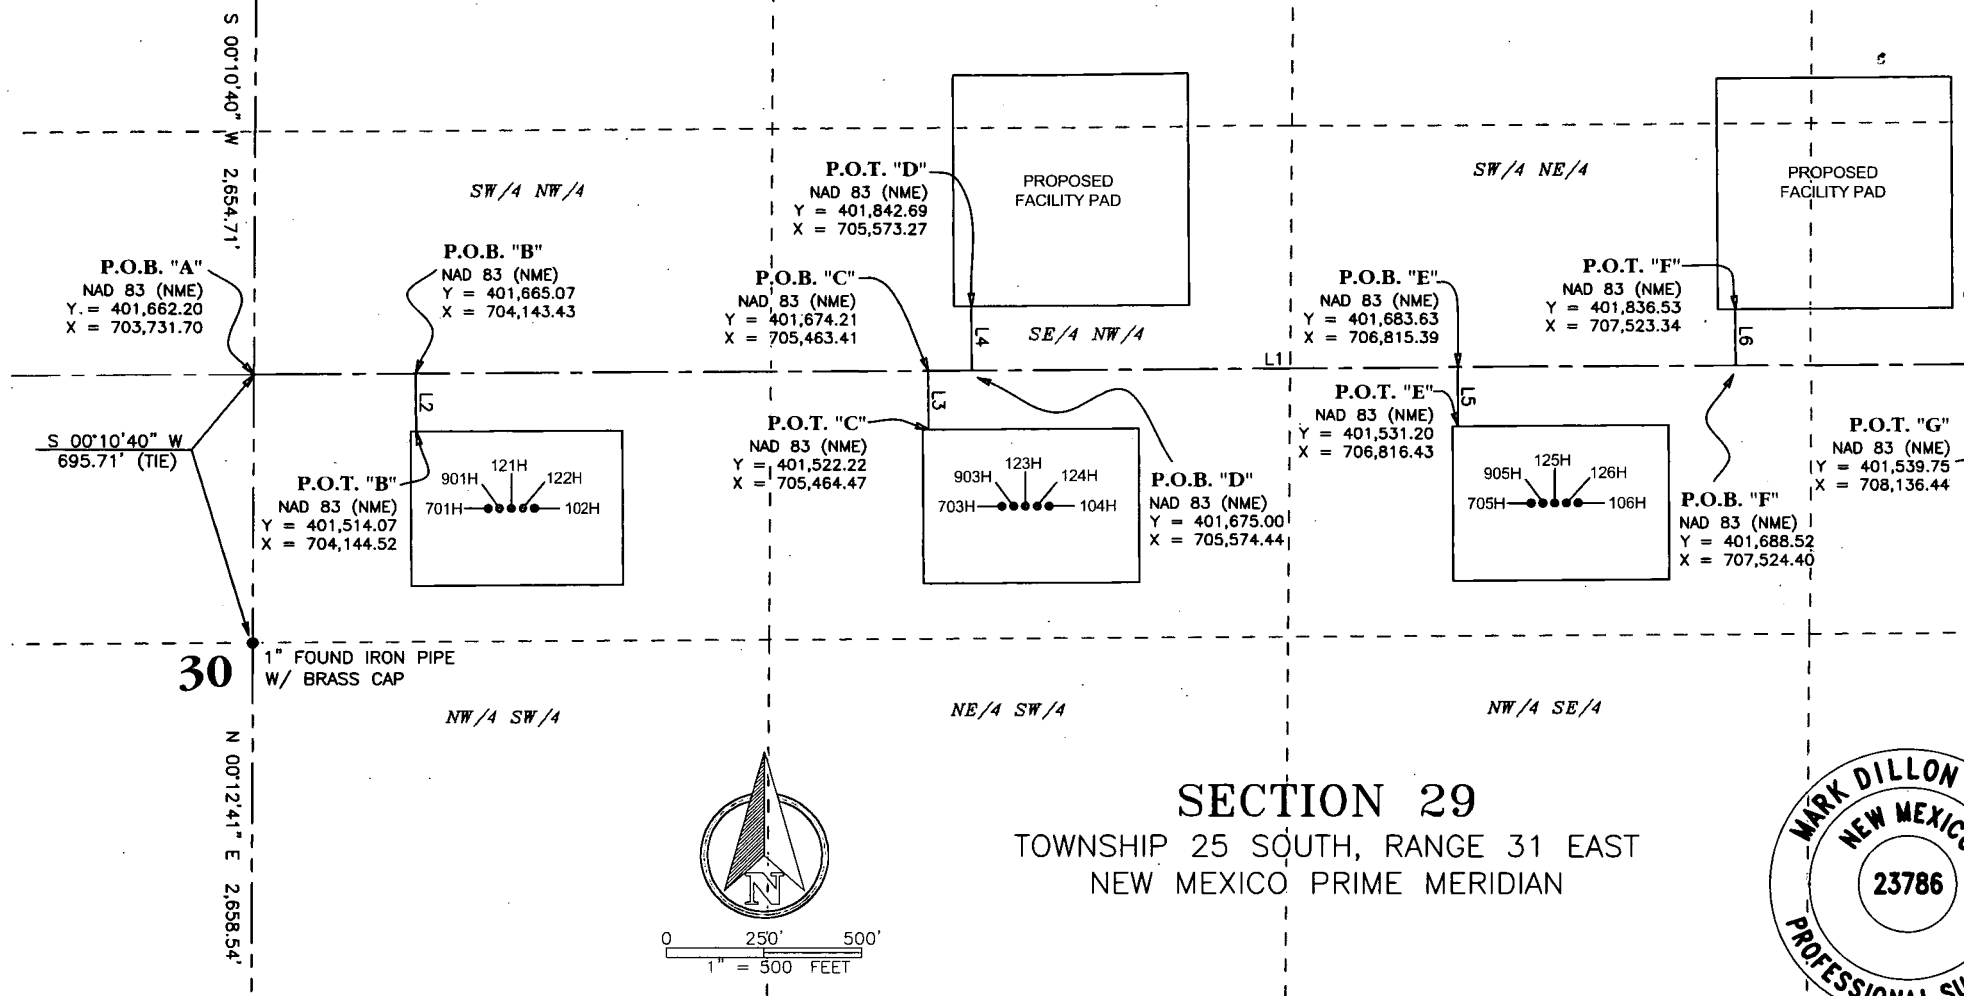 S 00°10'40" W 2,654.71'
SW/4 NW/4
P.O.T. "D"
NAD 83 (NME)
Y = 401,842.69
X = 705,573.27
PROPOSED
FACILITY PAD
SW/4 NE/4
PROPOSED
FACILITY PAD
P.O.B. "A"
NAD 83 (NME)
Y = 401,662.20
X = 703,731.70
P.O.B. "B"
NAD 83 (NME)
Y = 401,665.07
X = 704,143.43
P.O.B. "C"
NAD 83 (NME)
Y = 401,674.21
X = 705,463.41
L4
SE/4 NW/4
P.O.B. "E"
NAD 83 (NME)
Y = 401,683.63
X = 706,815.39
P.O.T. "F"
NAD 83 (NME)
Y = 401,836.53
X = 707,523.34
L6
L1
L2
L3
L5
S 00°10'40" W
695.71' (TIE)
P.O.T. "B"
NAD 83 (NME)
Y = 401,514.07
X = 704,144.52
901H
121H
122H
701H
102H
P.O.T. "C"
NAD 83 (NME)
Y = 401,522.22
X = 705,464.47
903H
123H
124H
703H
104H
P.O.B. "D"
NAD 83 (NME)
Y = 401,675.00
X = 705,574.44
P.O.T. "E"
NAD 83 (NME)
Y = 401,531.20
X = 706,816.43
905H
125H
126H
705H
106H
P.O.B. "F"
NAD 83 (NME)
Y = 401,688.52
X = 707,524.40
P.O.T. "G"
NAD 83 (NME)
Y = 401,539.75
X = 708,136.44
30
1" FOUND IRON PIPE
W/ BRASS CAP
N 00°12'41" E 2,658.54'
NW/4 SW/4
NE/4 SW/4
NW/4 SE/4
N
0 250' 500'
1" = 500 FEET
SECTION 29
TOWNSHIP 25 SOUTH, RANGE 31 EAST
NEW MEXICO PRIME MERIDIAN
MARK DILLON
NEW MEXICO
23786
PROFESSIONAL SU